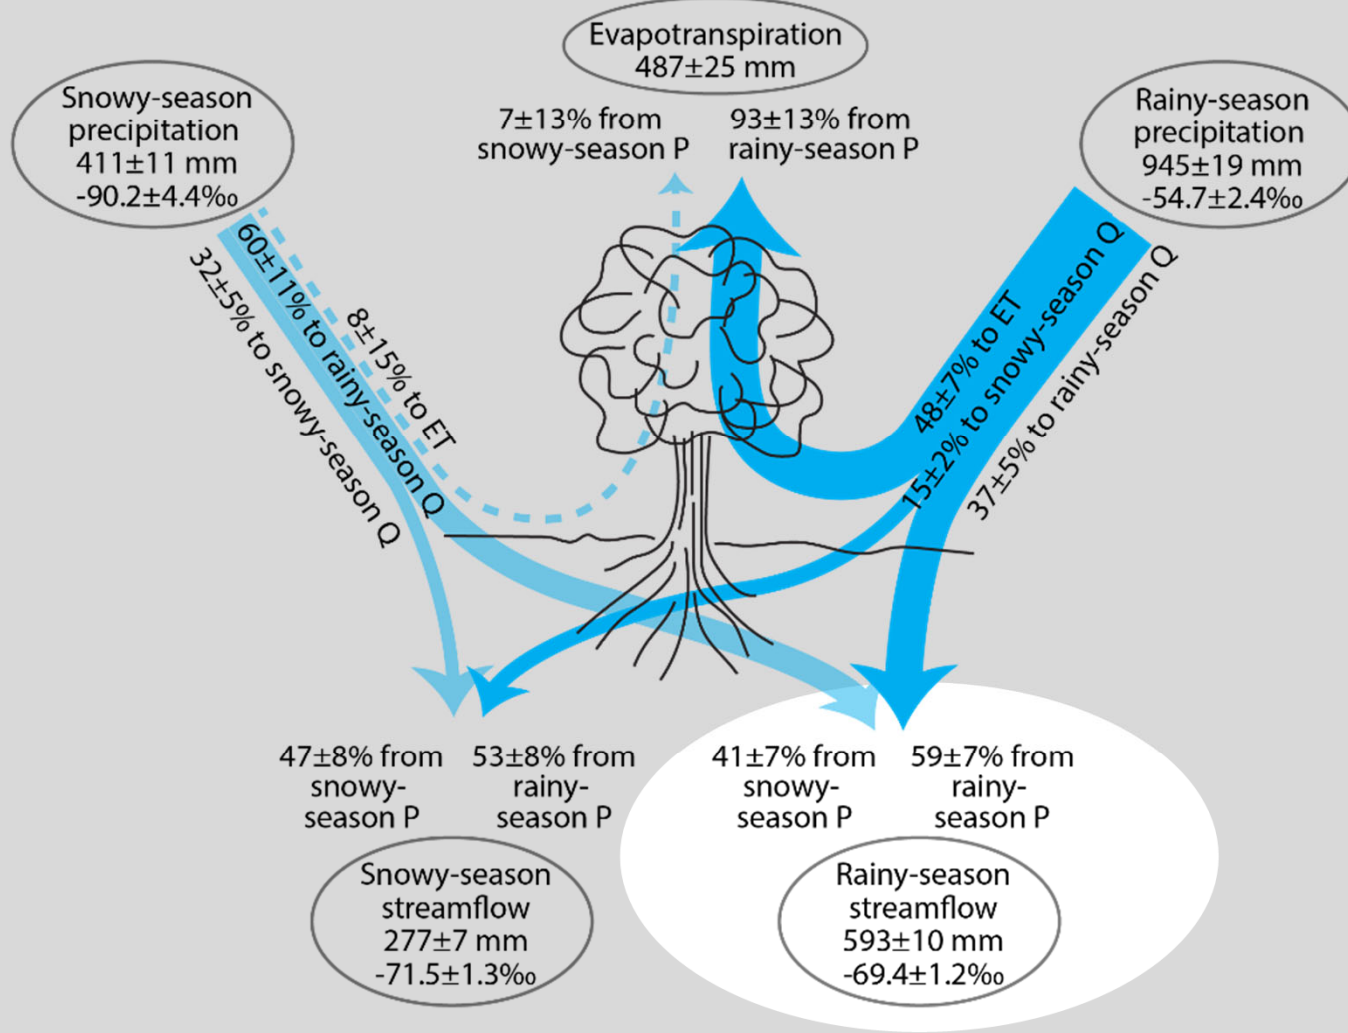 Evapotranspiration
487±25 mm
7±13% from
snowy-season P
93±13% from
rainy-season P
Snowy-season
precipitation
411±11 mm
-90.2±4.4‰
Rainy-season
precipitation
945±19 mm
-54.7±2.4‰
32±5% to snowy-season Q
60±11% to rainy-season Q
8±15% to ET
48±7% to ET
15±2% to snowy-season Q
37±5% to rainy-season Q
47±8% from
snowy-
season P
53±8% from
rainy-
season P
41±7% from
snowy-
season P
59±7% from
rainy-
season P
Snowy-season
streamflow
277±7 mm
-71.5±1.3‰
Rainy-season
streamflow
593±10 mm
-69.4±1.2‰